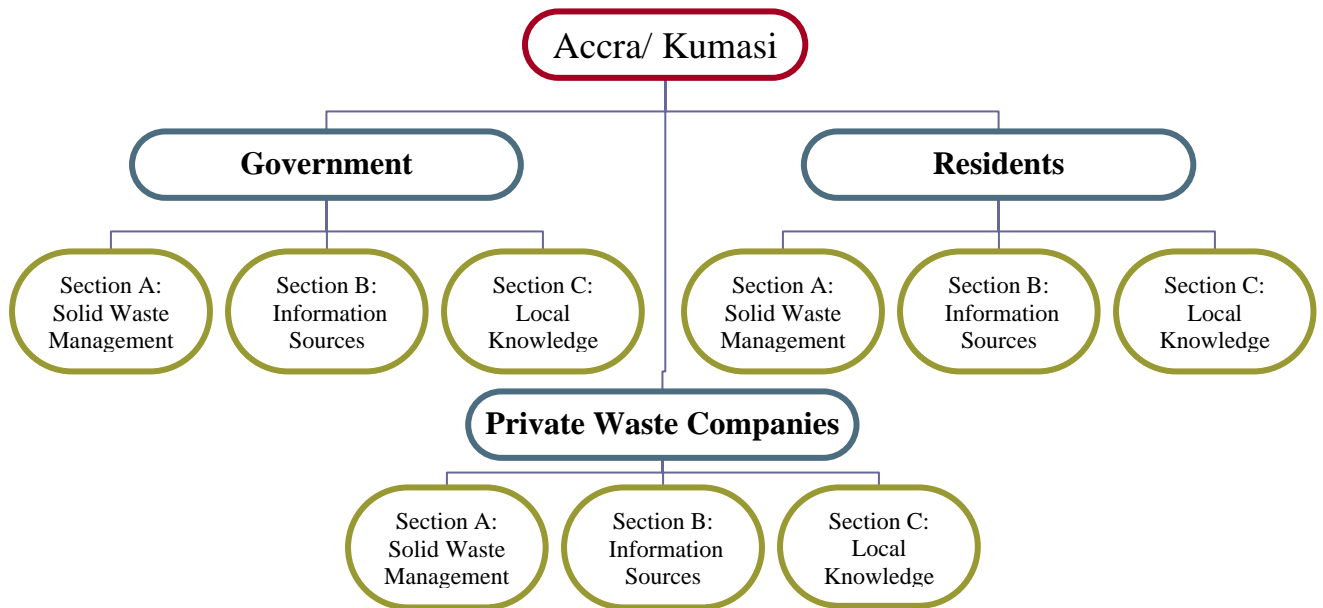 Accra/ Kumasi
Government
Residents
Section A:
Solid Waste
Management
Section B:
Information
Sources
Section C:
Local
Knowledge
Section A:
Solid Waste
Management
Section B:
Information
Sources
Section C:
Local
Knowledge
Private Waste Companies
Section A:
Solid Waste
Management
Section B:
Information
Sources
Section C:
Local
Knowledge